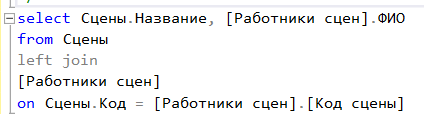 select Сцены.Название, [Работники сцен].ФИО
from Сцены
left join
[Работники сцен]
on Сцены.Код = [Работники сцен].[Код сцены]